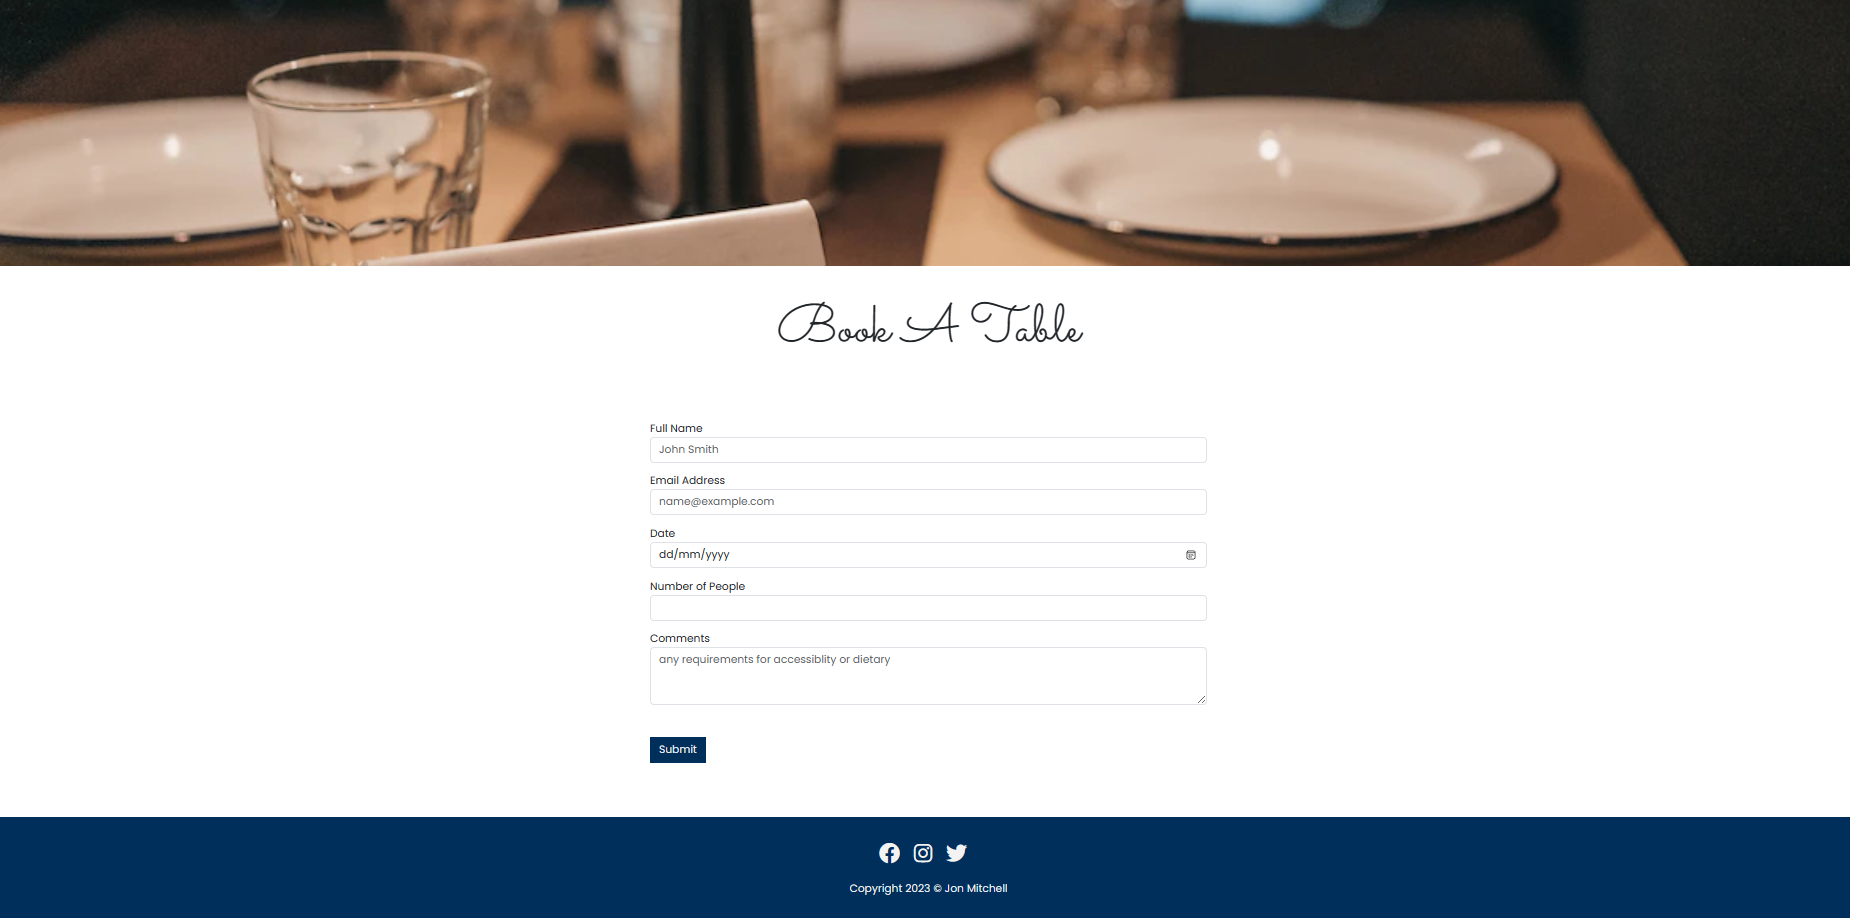 Book A Table
Full Name
John Smith
Email Address
name@example.com
Date
dd/mm/yyyy
Number of People
Comments
any requirements for accessiblity or dietary
Submit
Copyright 2023 © Jon Mitchell